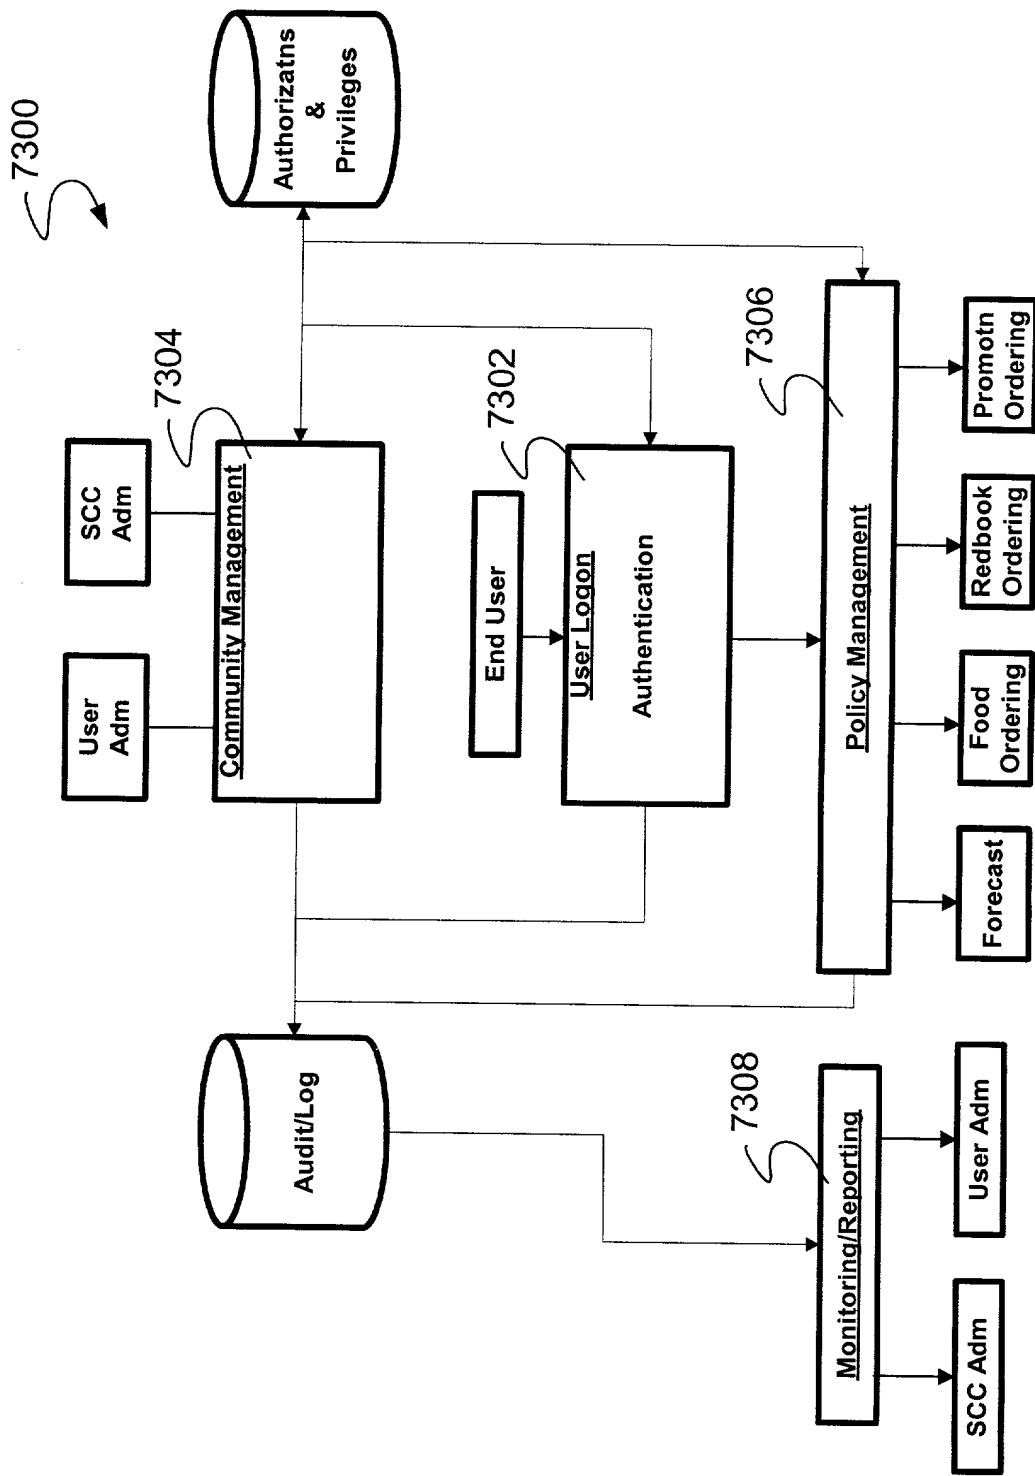 7300
User
Adm
SCC
Adm
7304
Community Management
Audit/Log
Authorizatns
&
Privileges
End User
7302
User Logon
Authentication
7308
Monitoring/Reporting
7306
Policy Management
SCC Adm
User Adm
Forecast
Food
Ordering
Redbook
Ordering
Promotn
Ordering